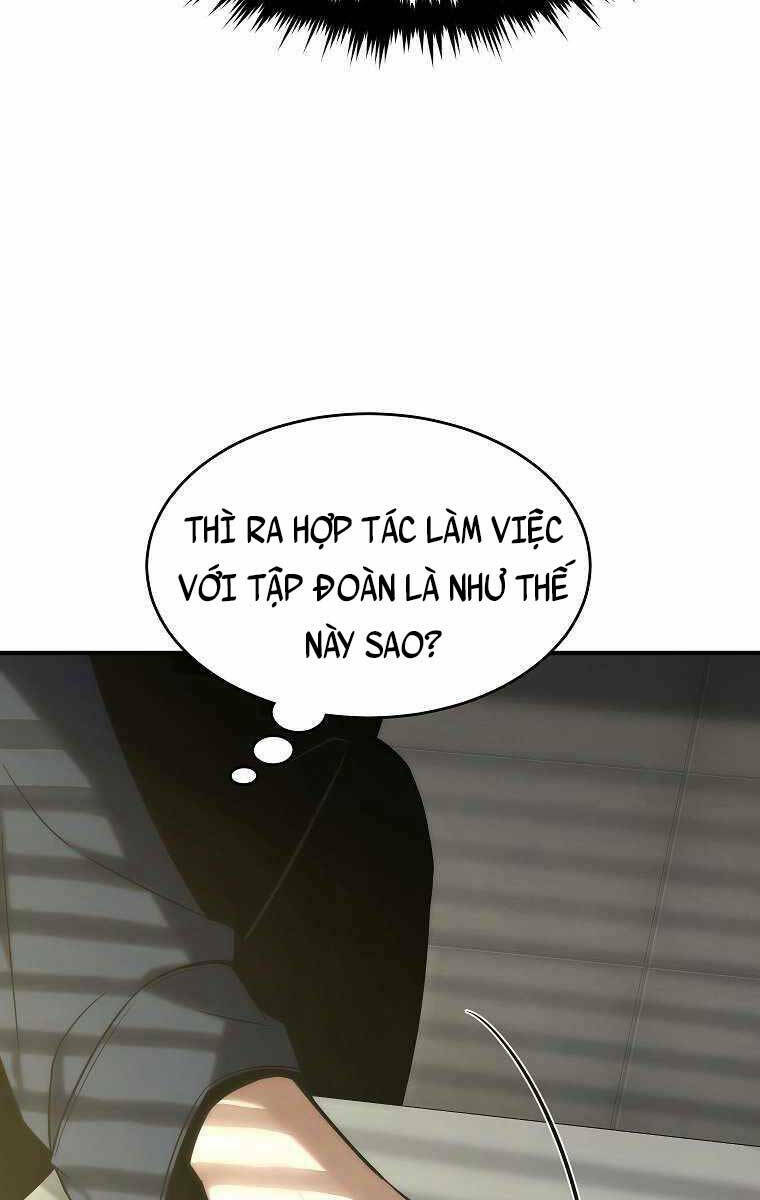 THÌ RA HỢP TÁC LÀM VIỆC
VỚI TẬP ĐOÀN LÀ NHƯ THẾ
NÀY SAO?